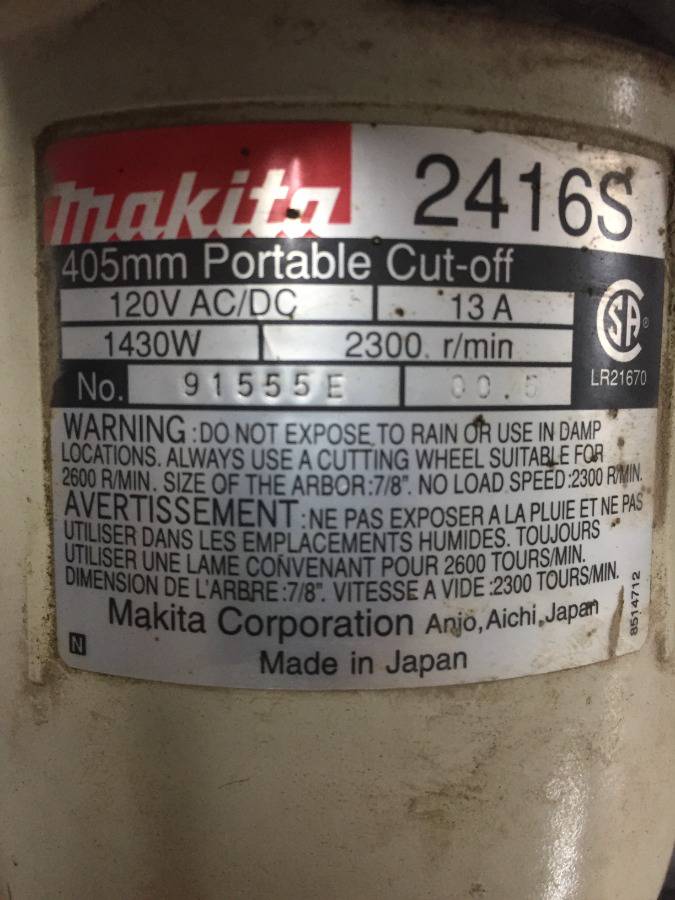 makita 2416S
405mm Portable Cut-off
120V AC/DC 13 A
1430W 2300. r/min
No. 91555E 00.5
LR21670
WARNING :DO NOT EXPOSE TO RAIN OR USE IN DAMP
LOCATIONS. ALWAYS USE A CUTTING WHEEL SUITABLE FOR
2600 R/MIN. SIZE OF THE ARBOR:7/8". NO LOAD SPEED:2300 R/MIN.
AVERTISSEMENT :NE PAS EXPOSER A LA PLUIE ET NE PAS
UTILISER DANS LES EMPLACEMENTS HUMIDES. TOUJOURS
UTILISER UNE LAME CONVENANT POUR 2600 TOURS/MIN.
DIMENSION DE L'ARBRE:7/8". VITESSE A VIDE:2300 TOURS/MIN.
Makita Corporation Anjo,Aichi,Japan
N Made in Japan
8514712
SA